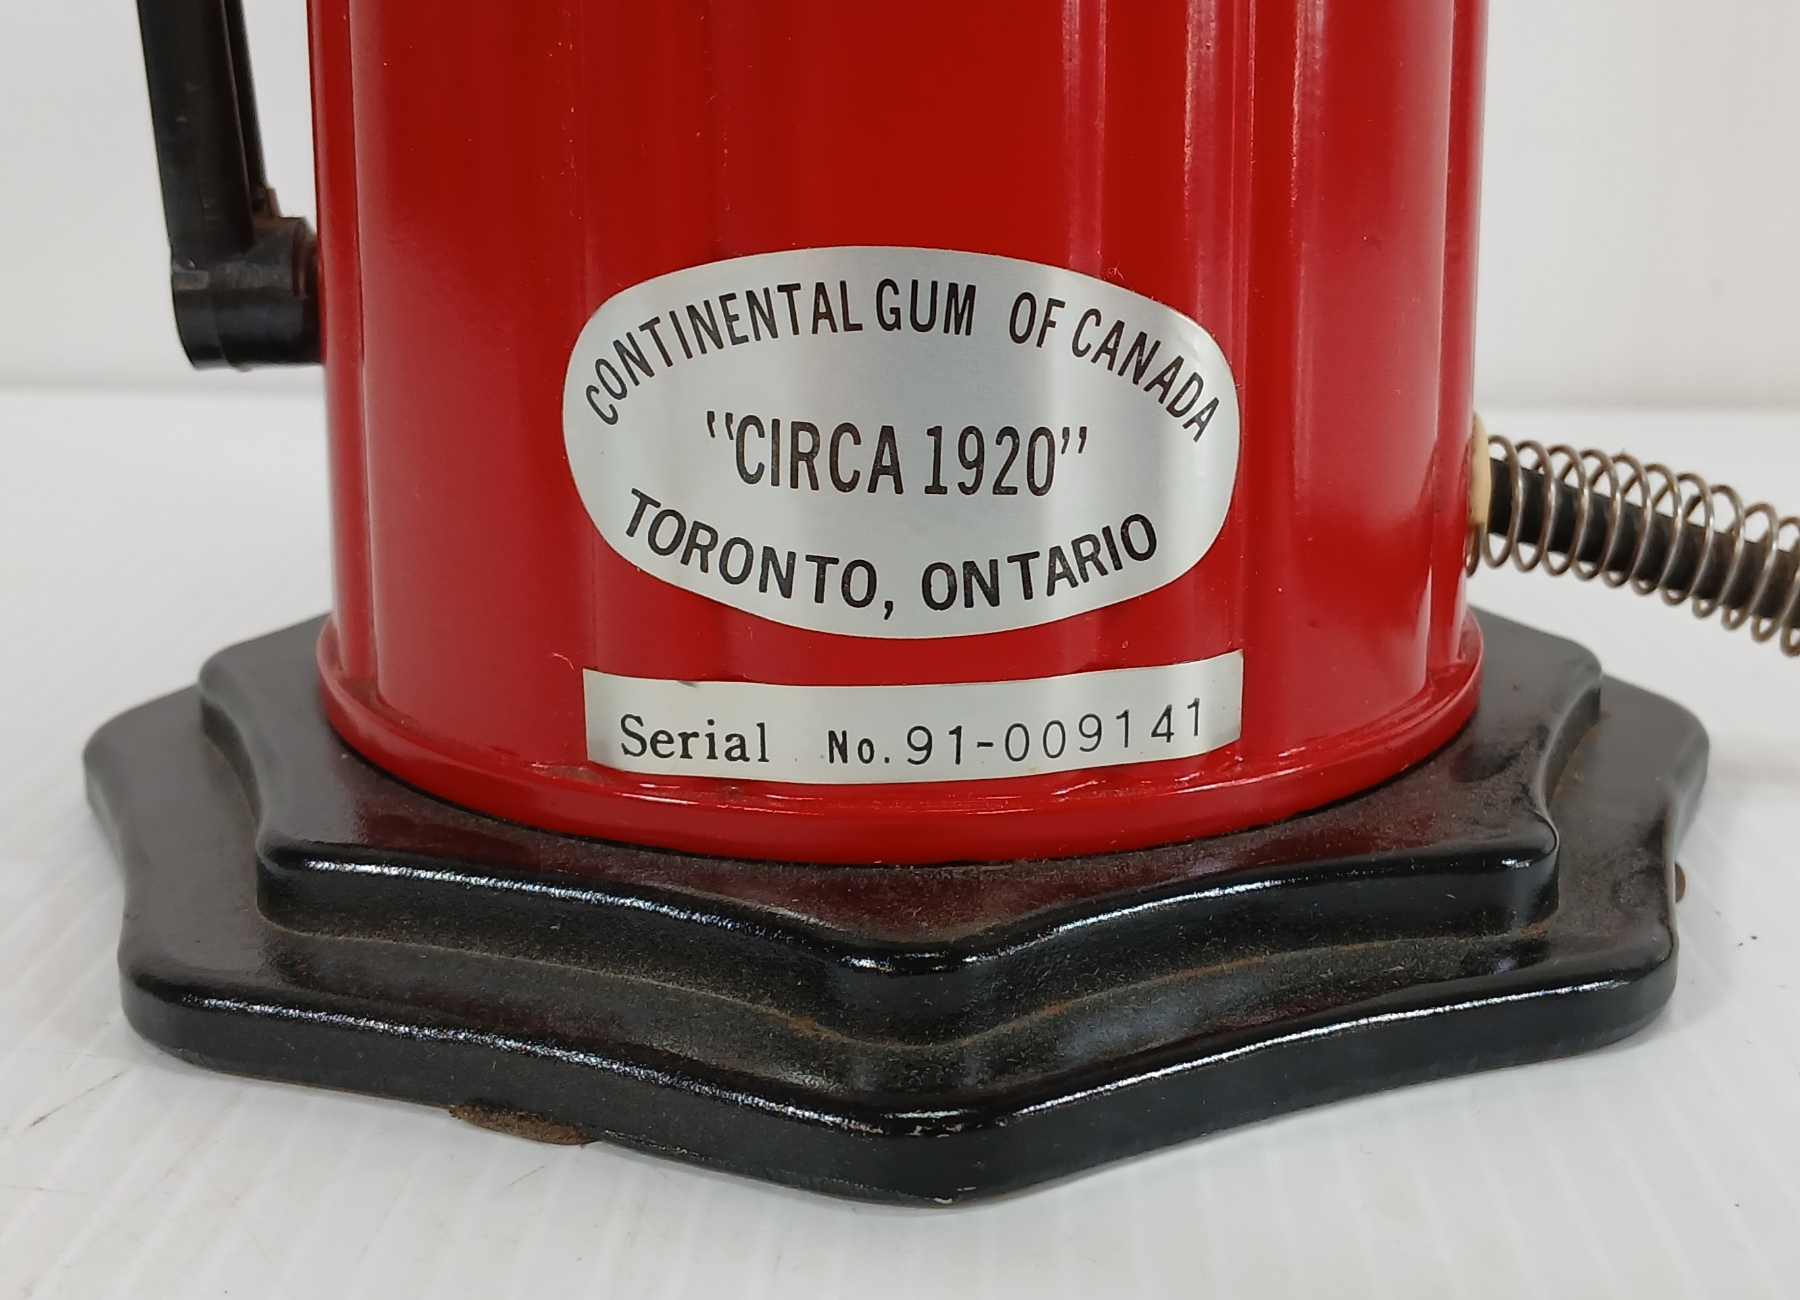 CONTINENTAL GUM OF CANADA
"CIRCA 1920"
TORONTO, ONTARIO
Serial No. 91-009141